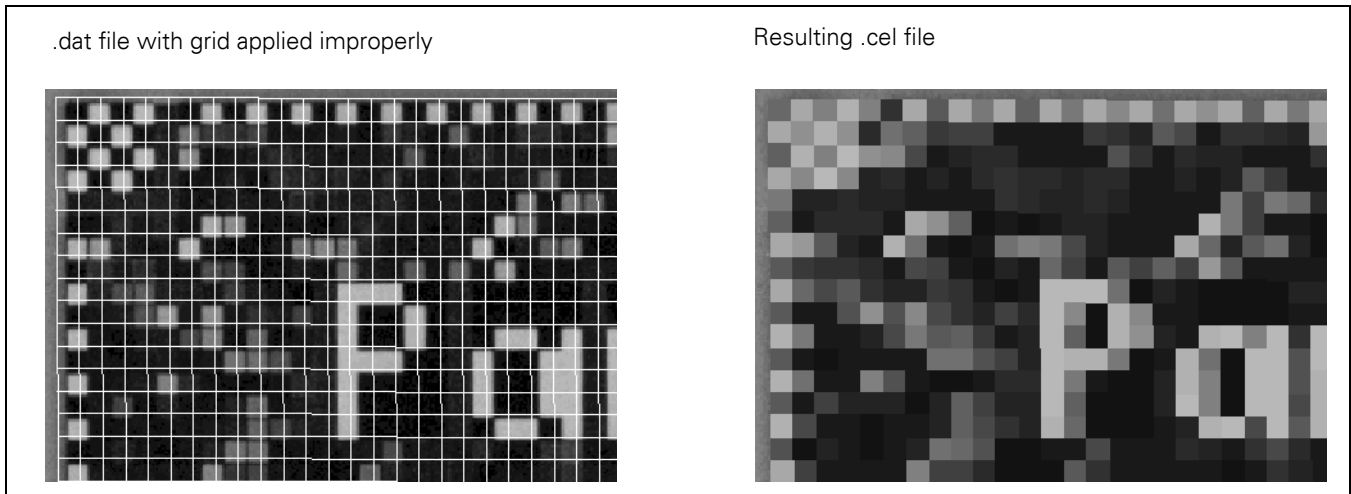 .dat file with grid applied improperly
Resulting .cel file
P a
P a